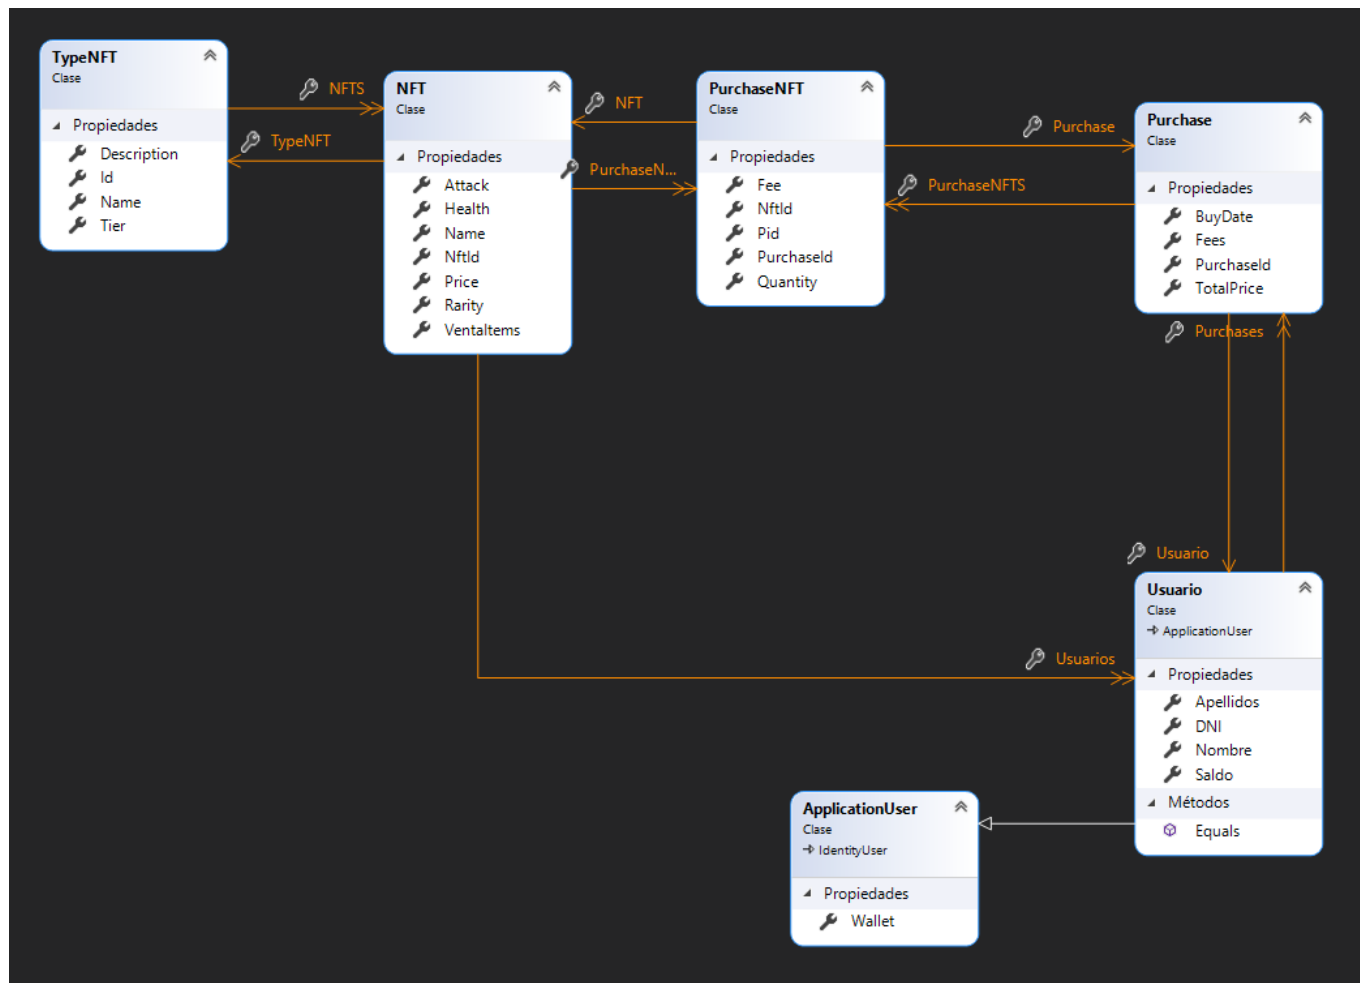 TypeNFT
Clase
Propiedades
Description
Id
Name
Tier
NFTS
TypeNFT
NFT
Clase
Propiedades
Attack
Health
Name
NftId
Price
Rarity
VentaItems
NFT
PurchaseN...
PurchaseNFT
Clase
Propiedades
Fee
NftId
Pid
PurchaseId
Quantity
Purchase
PurchaseNFTS
Purchase
Clase
Propiedades
BuyDate
Fees
PurchaseId
TotalPrice
Purchases
Usuario
Usuarios
Usuario
Clase
ApplicationUser
Propiedades
Apellidos
DNI
Nombre
Saldo
Métodos
Equals
ApplicationUser
Clase
IdentityUser
Propiedades
Wallet